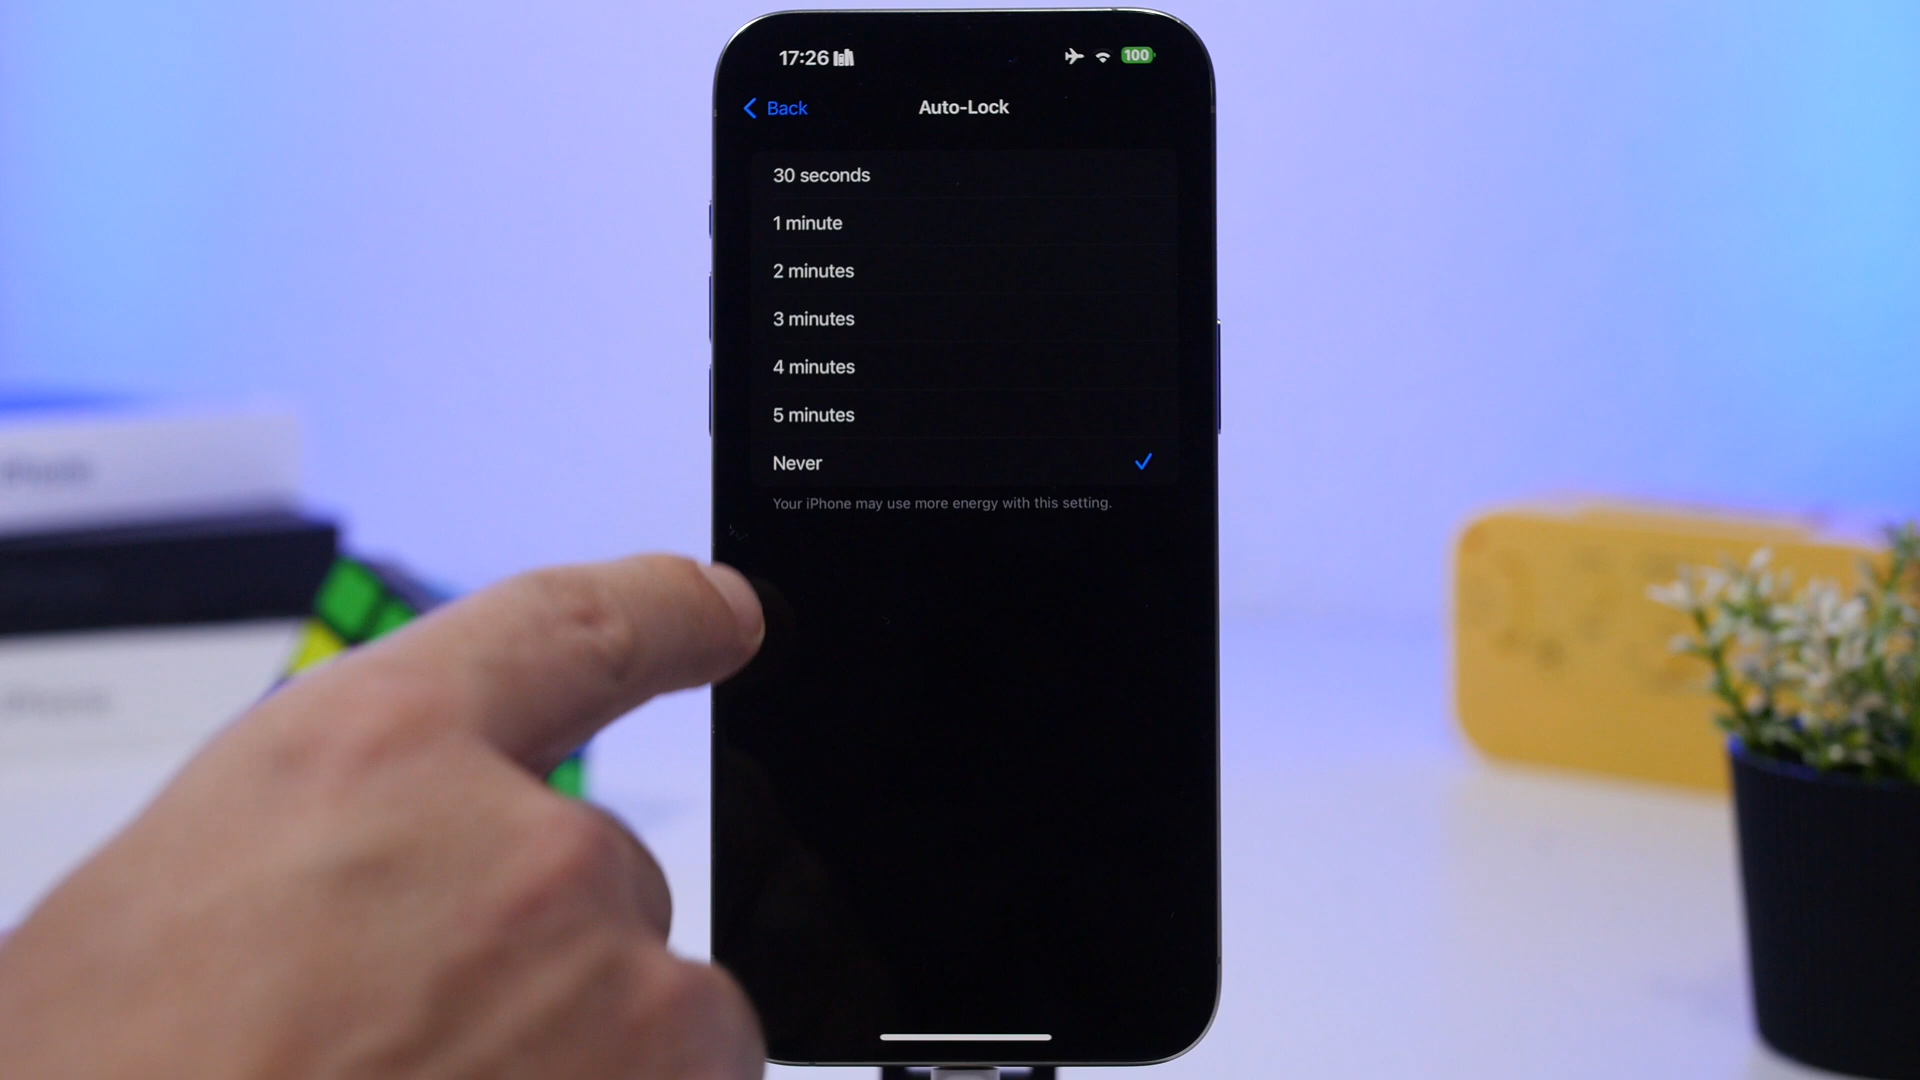 17:26
100
Back
Auto-Lock
30 seconds
1 minute
2 minutes
3 minutes
4 minutes
5 minutes
Never
Your iPhone may use more energy with this setting.